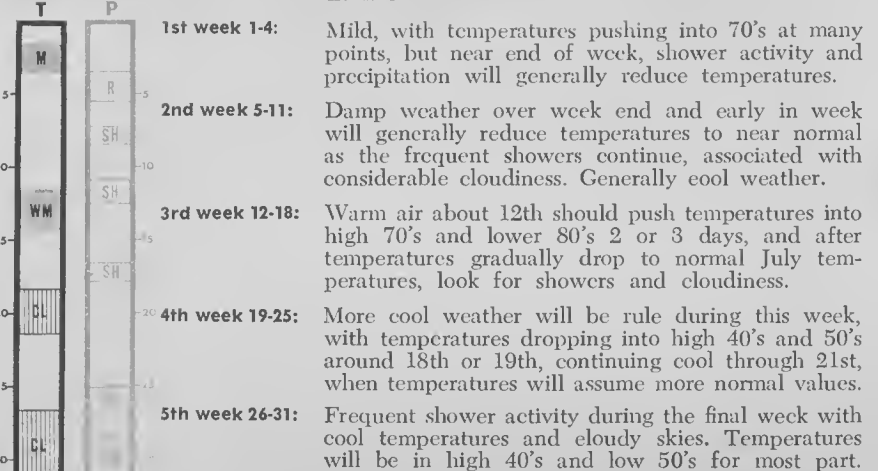 T P
M
R
5- -5
SH
-10
SH
WM
SH
CL
-20
CL
1st week 1-4: Mild, with temperatures pushing into 70's at many
points, but near end of week, shower activity and
precipitation will generally reduce temperatures.
2nd week 5-11: Damp weather over week end and early in week
will generally reduce temperatures to near normal
as the frequent showers continue, associated with
considerable cloudiness. Generally cool weather.
3rd week 12-18: Warm air about 12th should push temperatures into
high 70's and lower 80's 2 or 3 days, and after
temperatures gradually drop to normal July tem-
peratures, look for showers and cloudiness.
4th week 19-25: More cool weather will be rule during this week,
with temperatures dropping into high 40's and 50's
around 18th or 19th, continuing cool through 21st,
when temperatures will assume more normal values.
5th week 26-31: Frequent shower activity during the final week with
cool temperatures and cloudy skies. Temperatures
will be in high 40's and low 50's for most part.